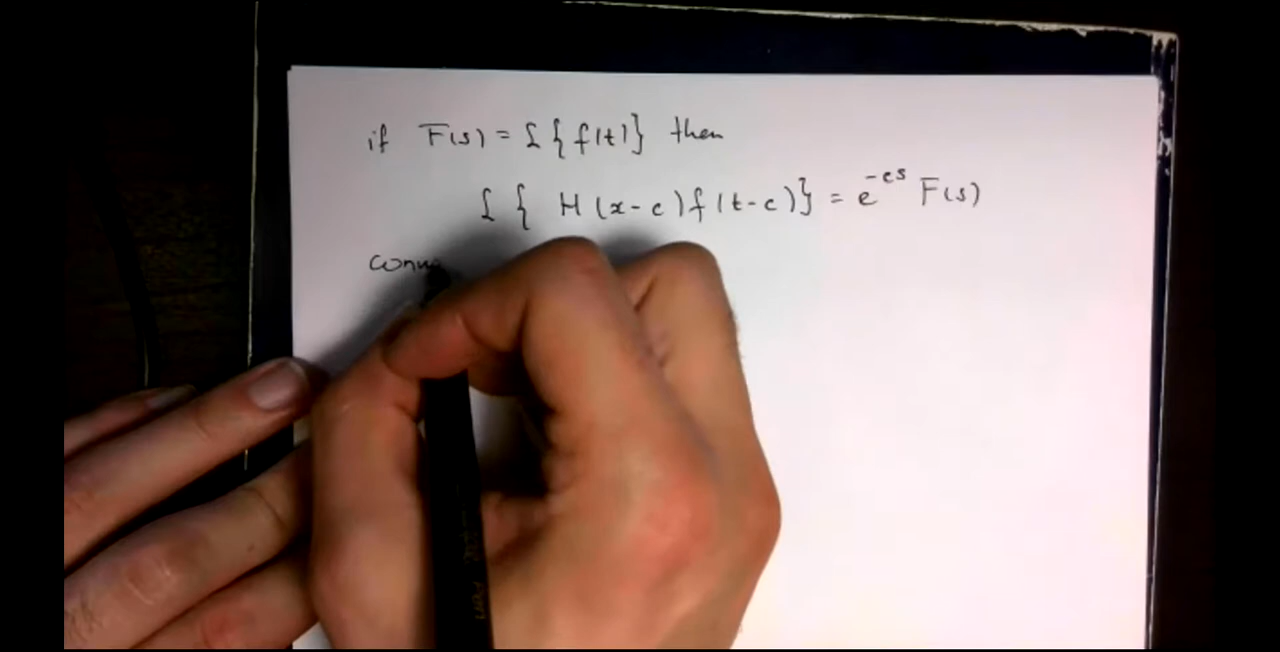 if F(s) = ℒ{f(t)} then
ℒ{ H(x-c)f(t-c)} = e^{-cs} F(s)